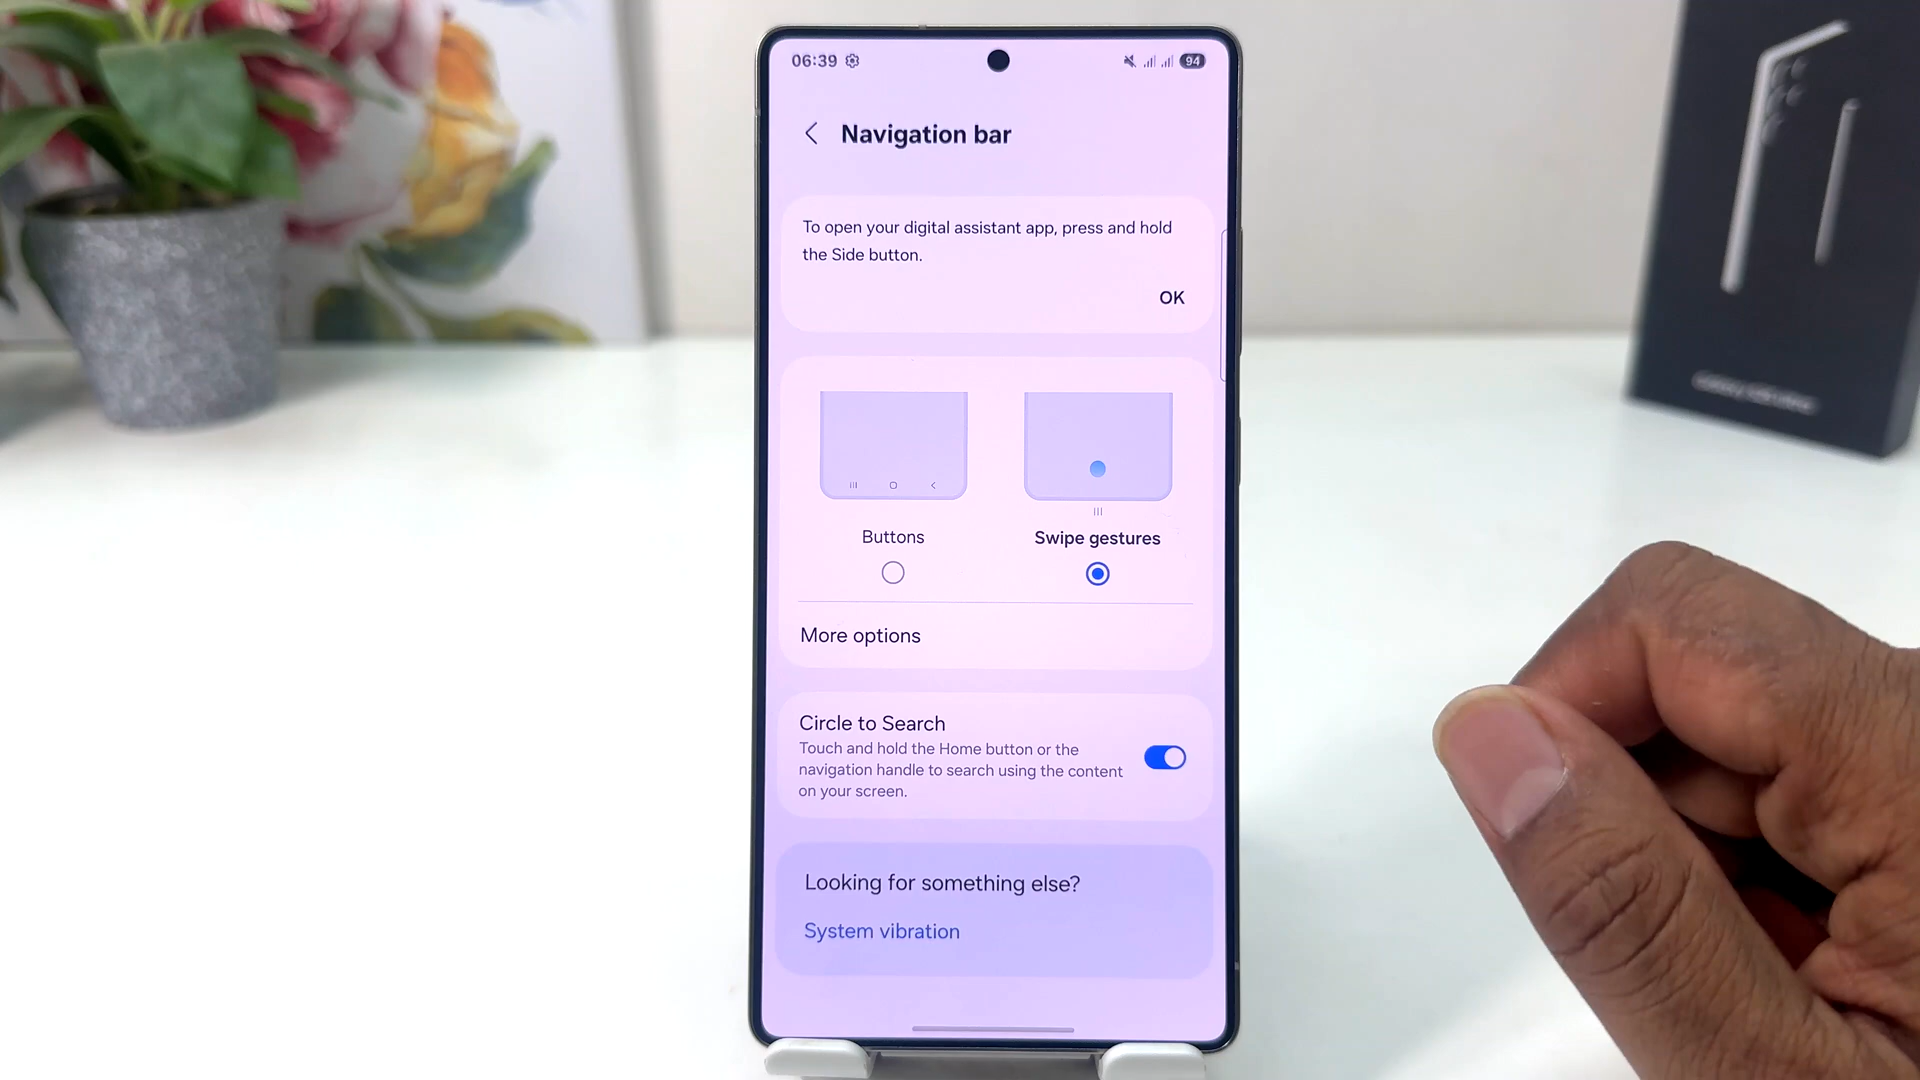 06:39
94
Navigation bar
To open your digital assistant app, press and hold
the Side button.
OK
Buttons
Swipe gestures
More options
Circle to Search
Touch and hold the Home button or the
navigation handle to search using the content
on your screen.
Looking for something else?
System vibration